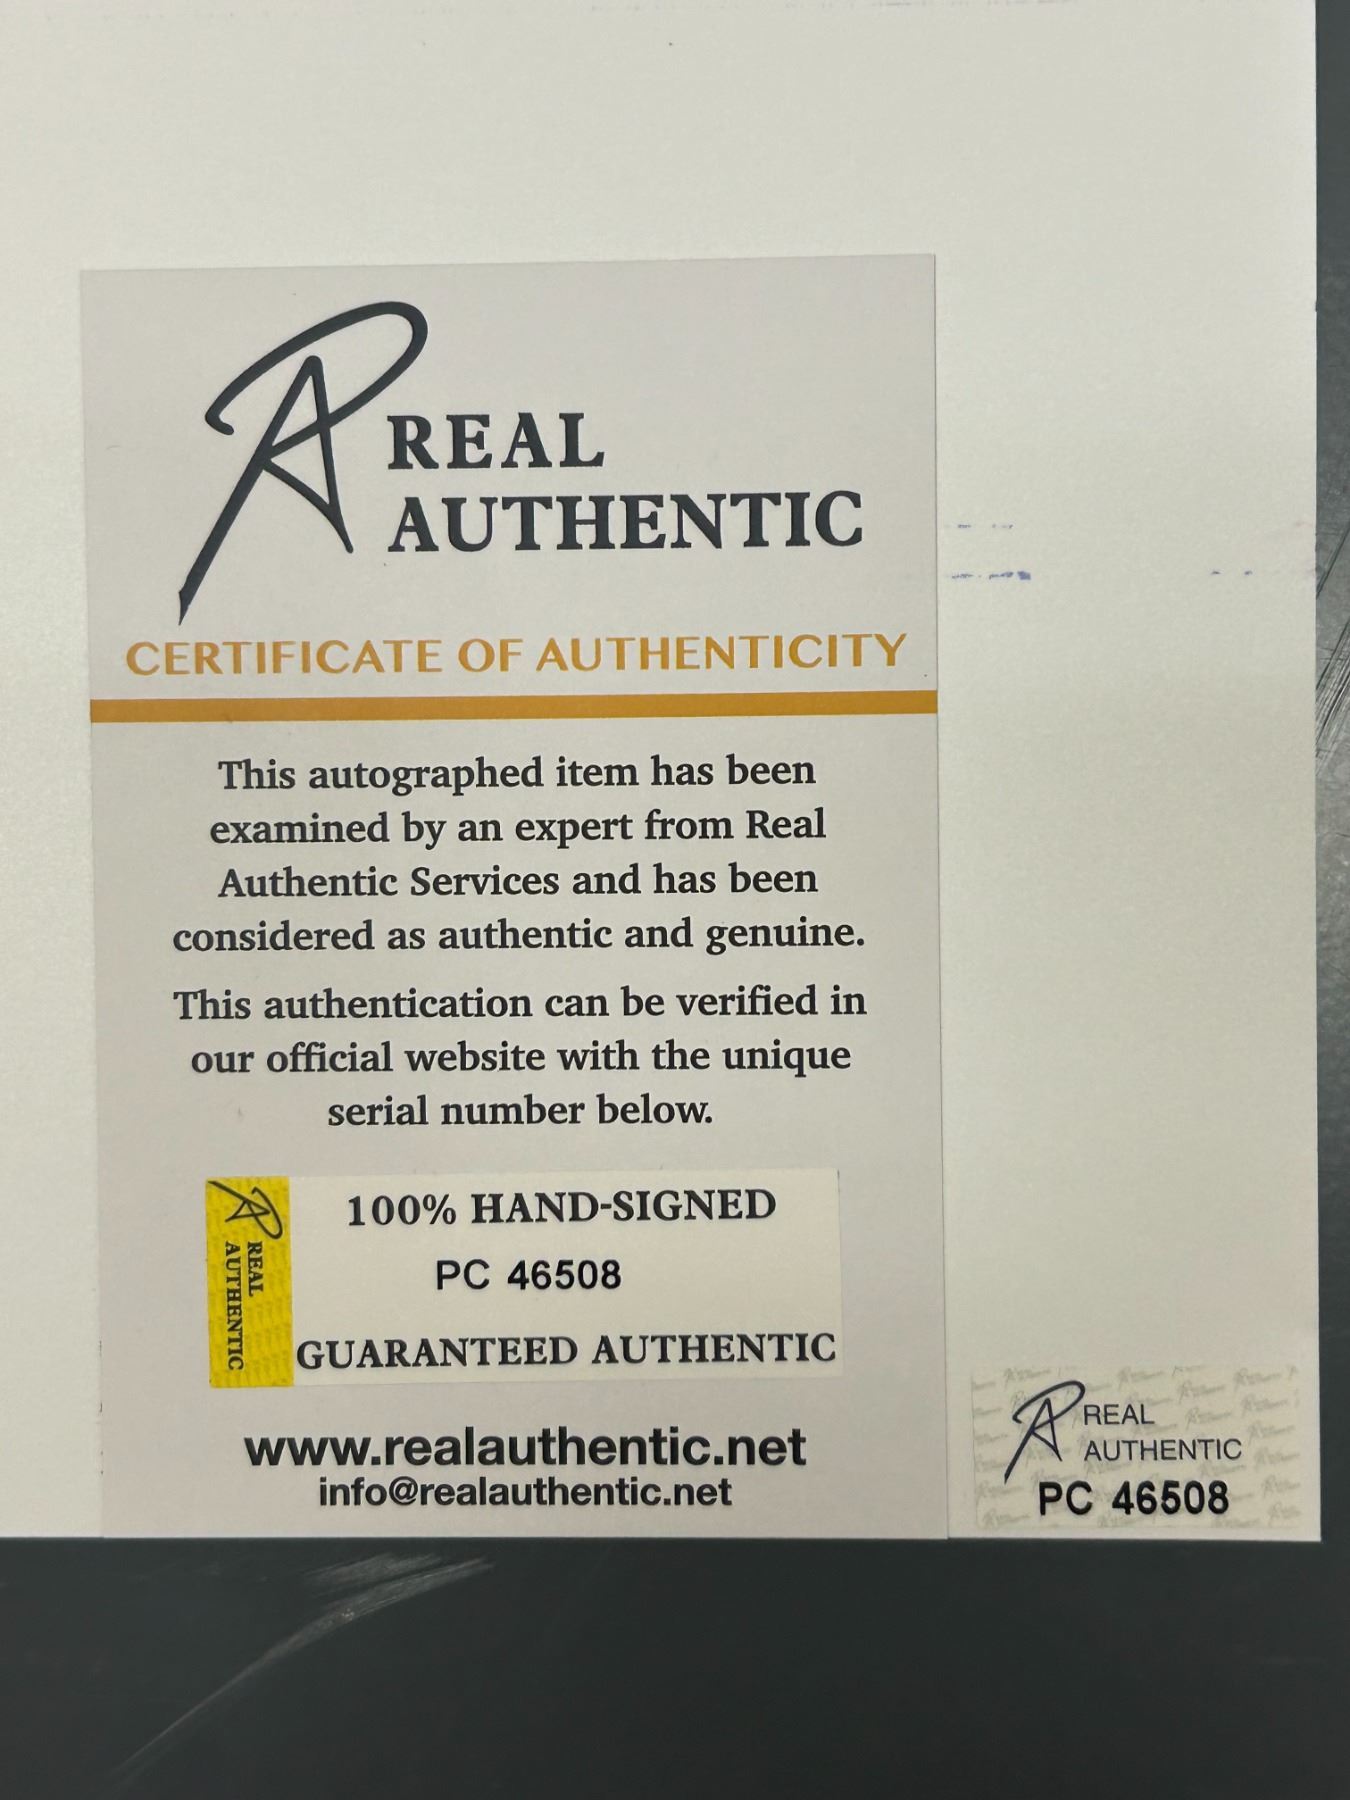 REAL
AUTHENTIC
CERTIFICATE OF AUTHENTICITY
This autographed item has been
examined by an expert from Real
Authentic Services and has been
considered as authentic and genuine.
This authentication can be verified in
our official website with the unique
serial number below.
REAL
AUTHENTIC
100% HAND-SIGNED
PC 46508
GUARANTEED AUTHENTIC
www.realauthentic.net
info@realauthentic.net
REAL
AUTHENTIC
PC 46508